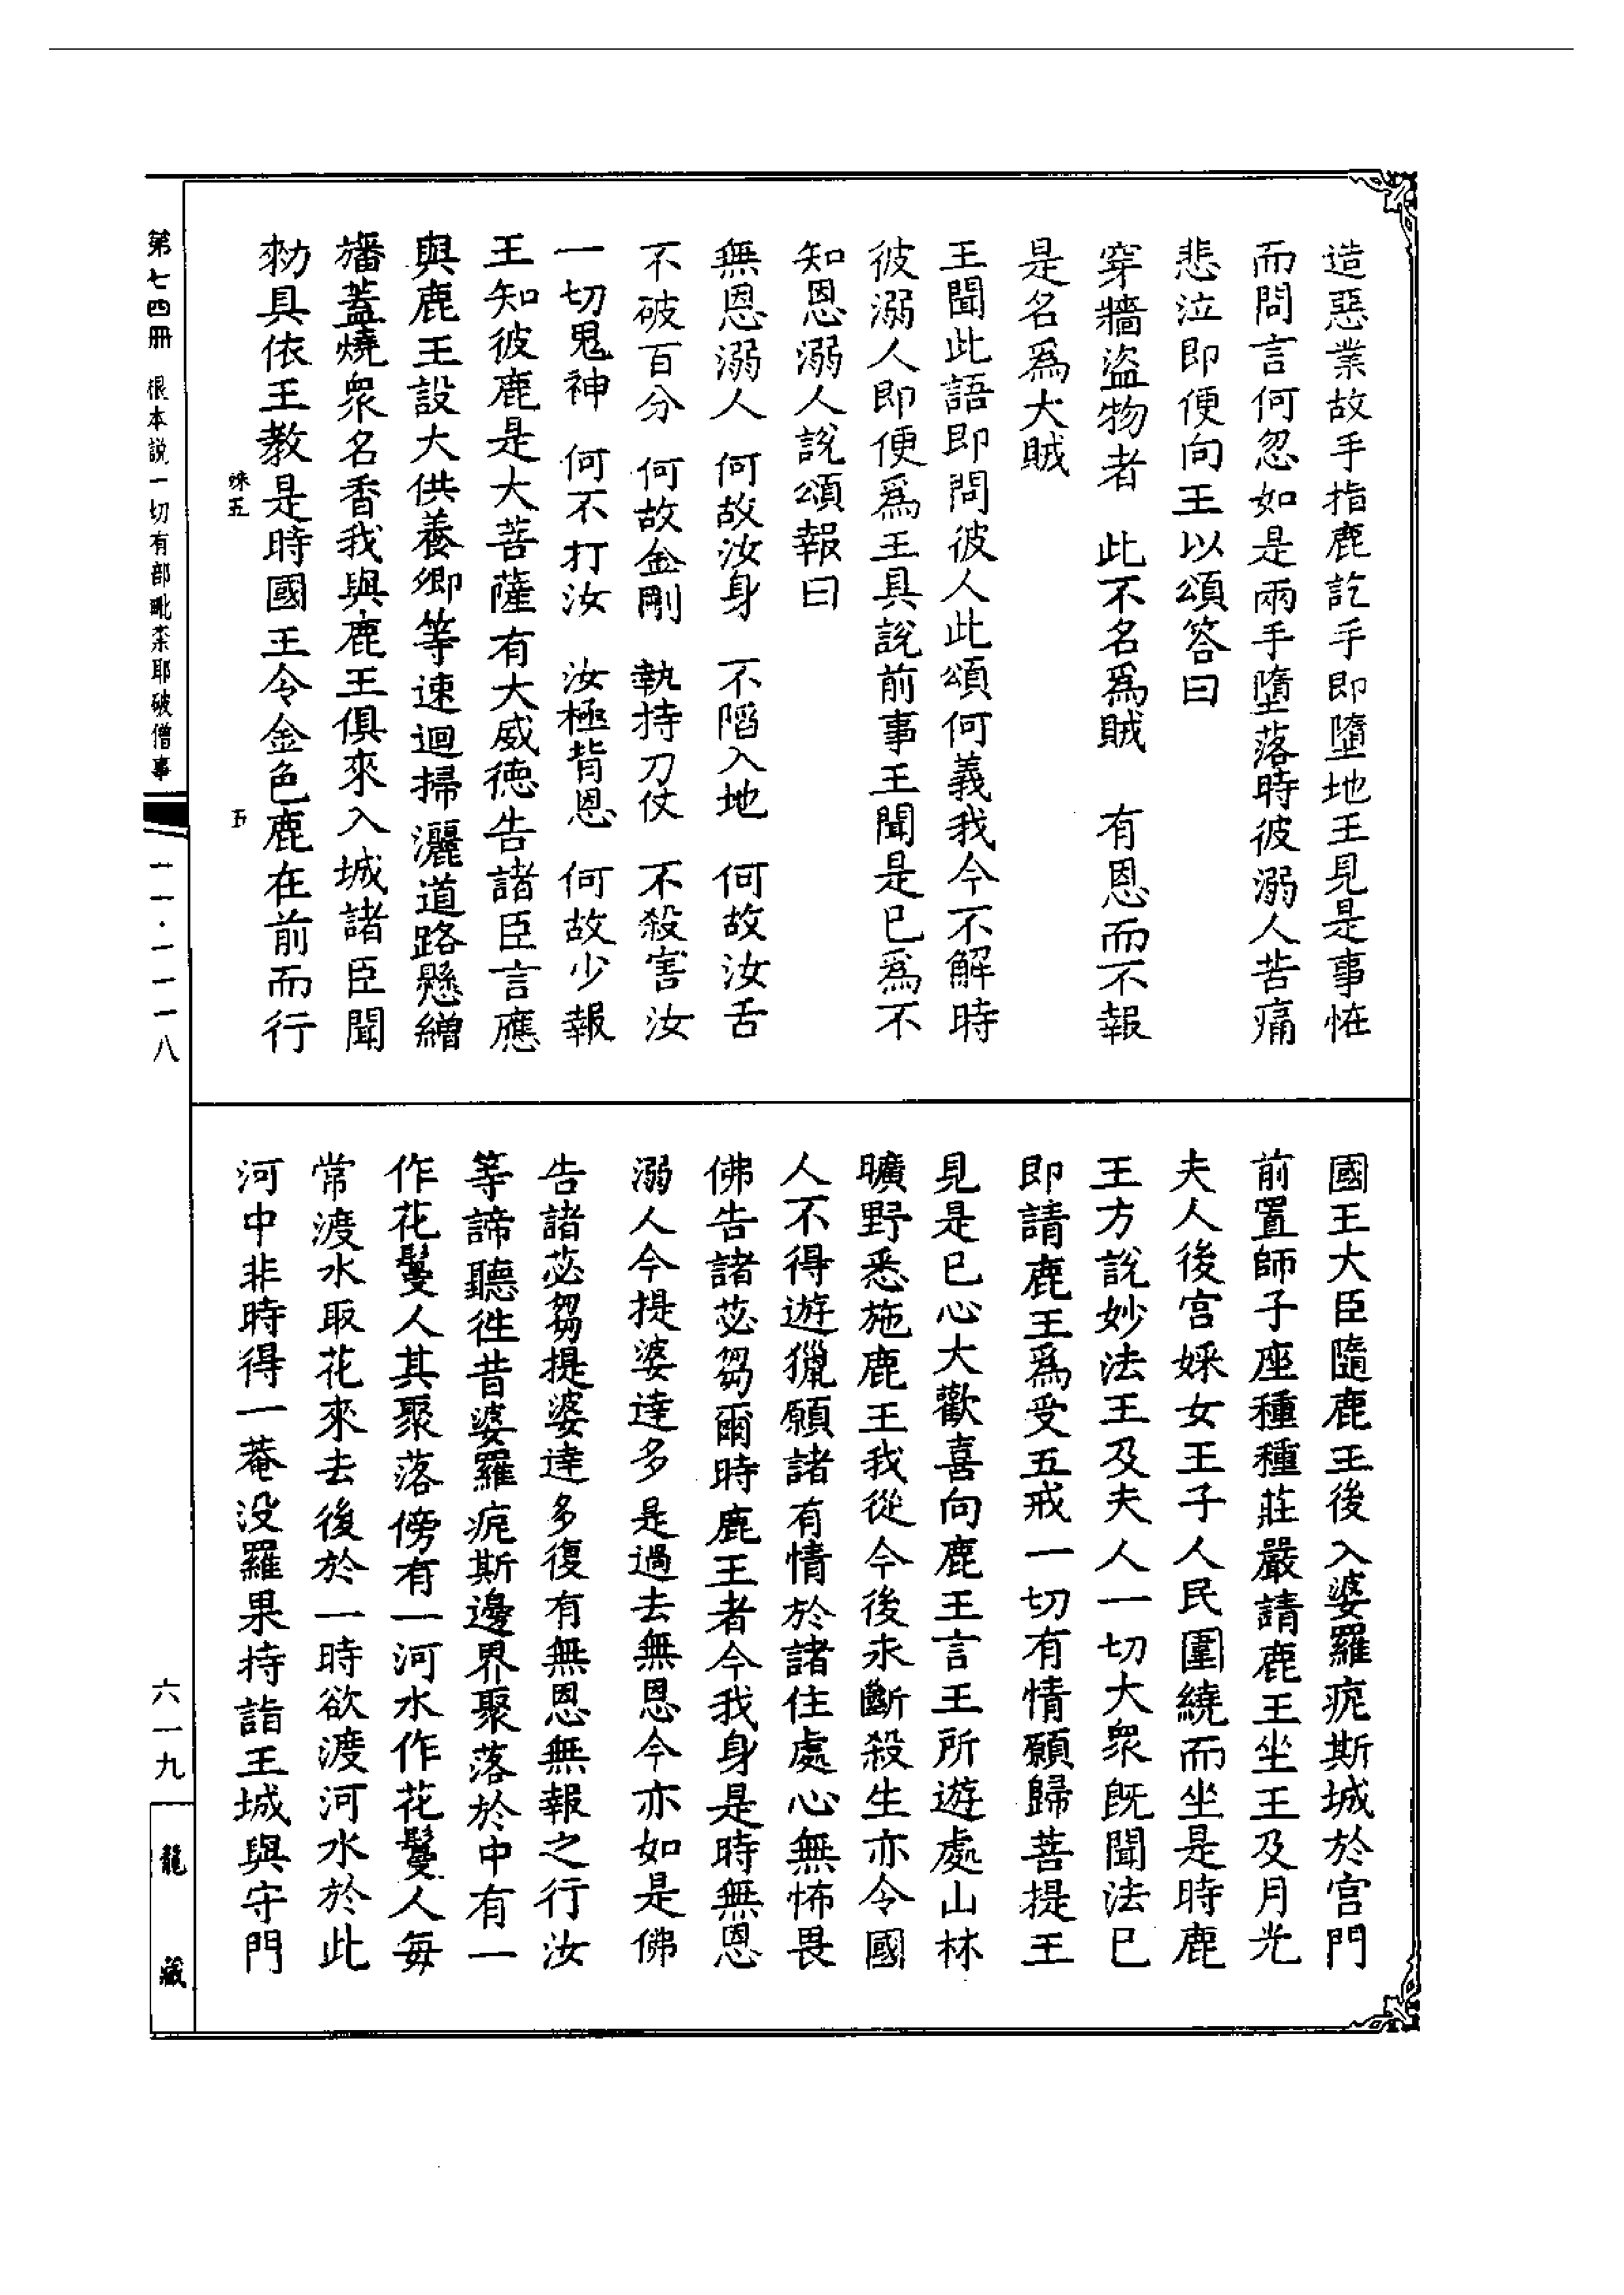 造惡業故手指鹿訖手即墮地王見是事恠
而問言何忽如是兩手墮落時彼溺人苦痛
悲泣即便向王以頌答曰
穿牆盜物者　此不名爲賊　有恩而不報
是名爲大賊
王聞此語即問彼人此頌何義我今不解時
彼溺人即便爲王具說前事王聞是已爲不
知恩溺人說頌報曰
無恩溺人　何故汝身　不陷入地　何故汝舌
不破百分　何故金剛　執持刀仗　不殺害汝
一切鬼神　何不打汝　汝極背恩　何故少報
王知彼鹿是大菩薩有大威德告諸臣言應
與鹿王設大供養卿等速迴掃灑道路懸繒
旛蓋燒衆名香我與鹿王俱來入城諸臣聞
勑具依王教是時國王令金色鹿在前而行
五
國王大臣隨鹿王後入婆羅痆斯城於宮門
前置師子座種種莊嚴請鹿王坐王及月光
夫人後宮婇女王子人民圍繞而坐是時鹿
王方說妙法王及夫人一切大衆旣聞法已
即請鹿王爲受五戒一切有情願歸菩提王
見是已心大歡喜向鹿王言王所遊處山林
曠野悉施鹿王我從今後永斷殺生亦令國
人不得遊獵願諸有情於諸住處心無怖畏
佛告諸苾芻爾時鹿王者今我身是時無恩
溺人今提婆達多是過去無恩今亦如是佛
告諸苾芻提婆達多復有無恩無報之行汝
等諦聽徃昔婆羅痆斯邊界聚落於中有一
作花鬘人其聚落傍有一河水作花鬘人每
常渡水取花來去後於一時欲渡河水於此
河中非時得一菴没羅果持詣王城與守門
第七四冊　根本說一切有部毗柰耶破僧事
一一·一一一八
六一九
龍藏